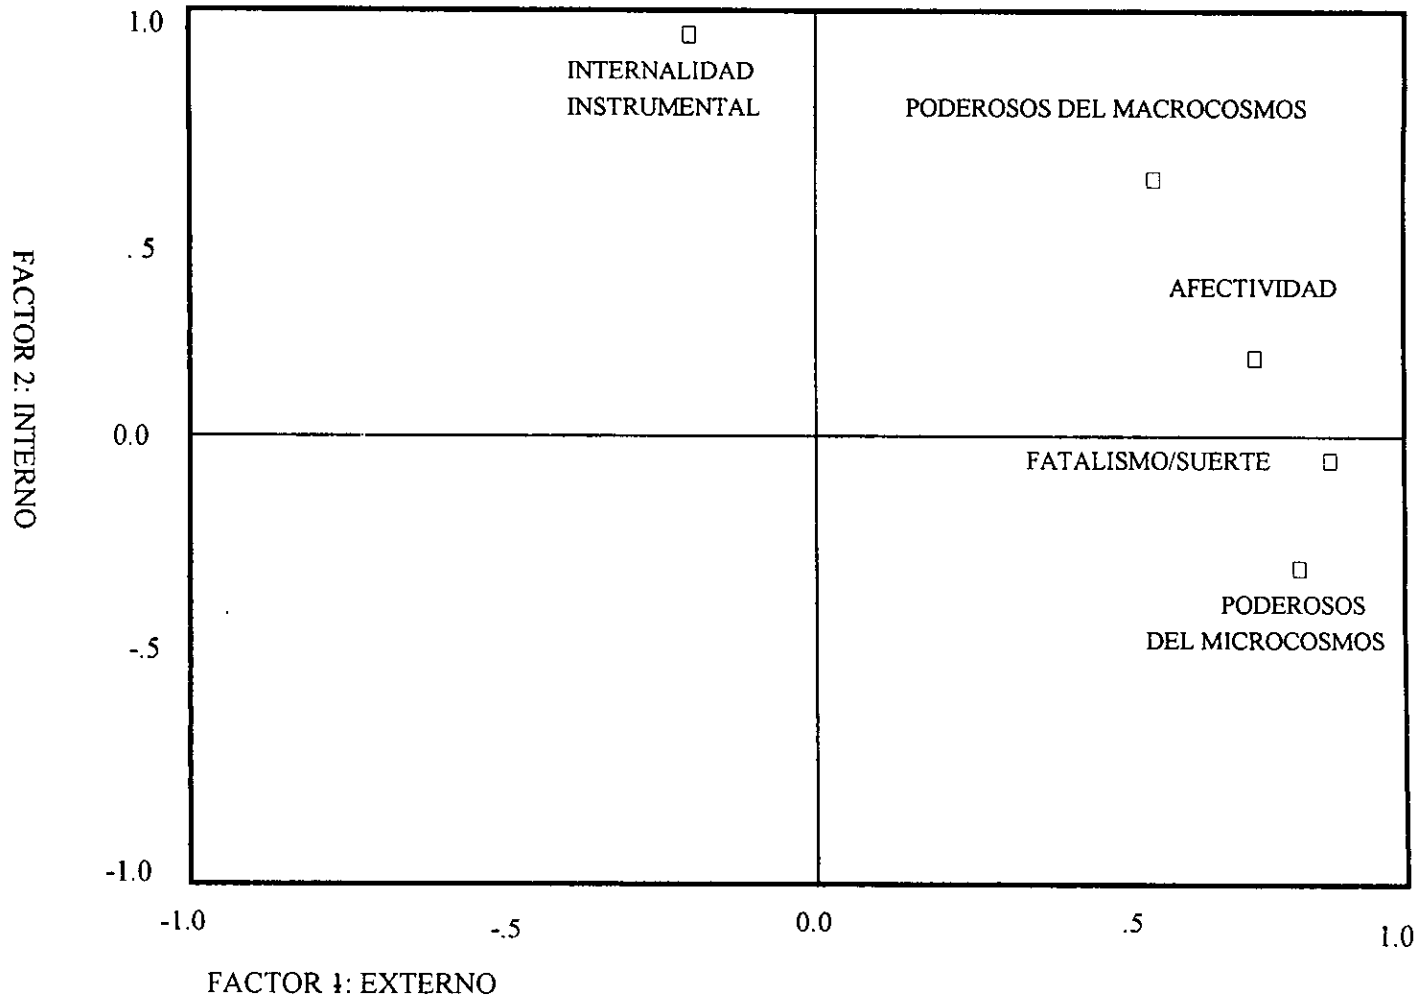 1.0
INTERNALIDAD
INSTRUMENTAL
PODEROSOS DEL MACROCOSMOS
.5
AFECTIVIDAD
FACTOR 2: INTERNO
0.0
FATALISMO/SUERTE
PODEROSOS
DEL MICROCOSMOS
-.5
-1.0
-1.0
-.5
0.0
.5
1.0
FACTOR 1: EXTERNO